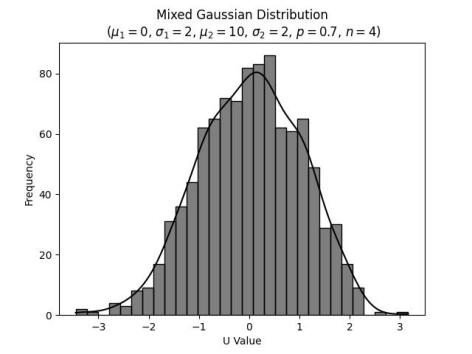 Mixed Gaussian Distribution
(μ₁ = 0, σ₁ = 2, μ₂ = 10, σ₂ = 2, p = 0.7, n = 4)
80
60
Frequency
40
20
0
−3 −2 −1 0 1 2 3
U Value